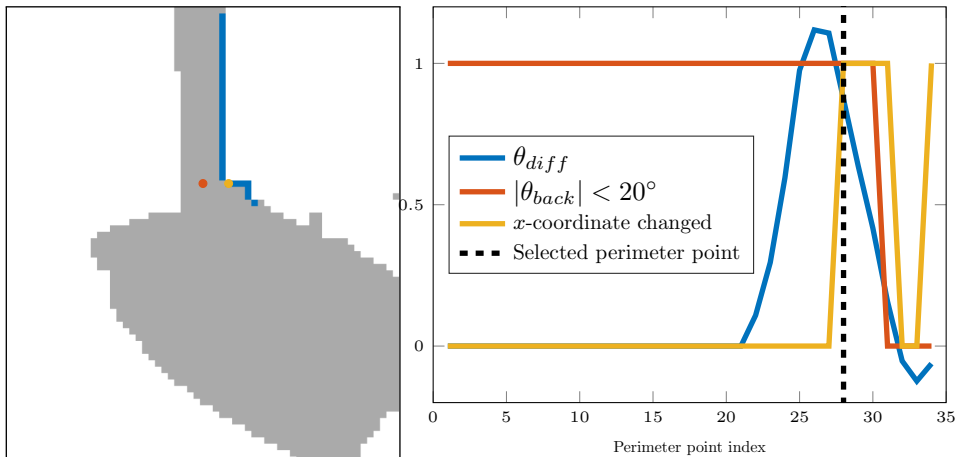 1
0.5
0
θ_diff
|θ_back| < 20°
x-coordinate changed
Selected perimeter point
0 5 10 15 20 25 30 35
Perimeter point index